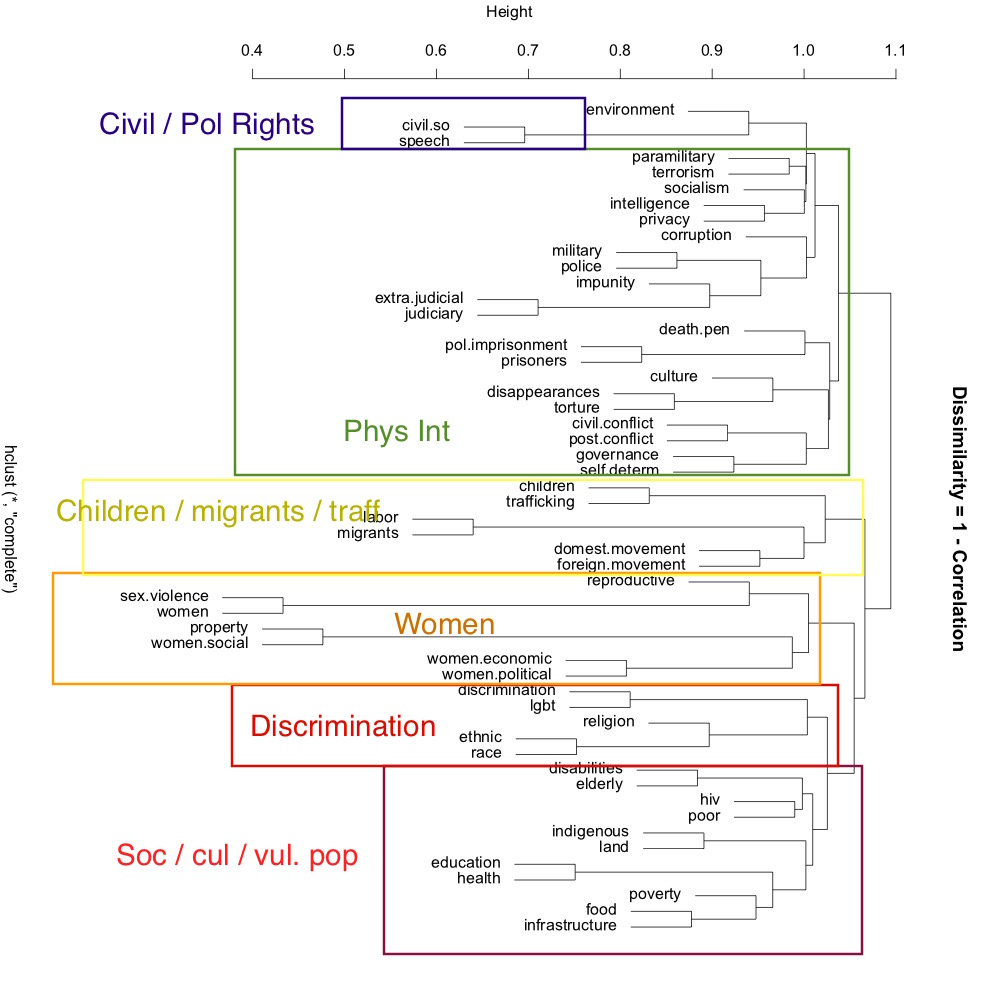 Height
0.4 0.5 0.6 0.7 0.8 0.9 1.0 1.1
environment
Civil / Pol Rights
civil.so
speech
paramilitary
terrorism
socialism
intelligence
privacy
corruption
military
police
impunity
extra.judicial
judiciary
death.pen
pol.imprisonment
prisoners
culture
disappearances
torture
civil.conflict
Phys Int
post.conflict
governance
self.determ
children
trafficking
Children / migrants / traff
labor
migrants
domest.movement
foreign.movement
reproductive
sex.violence
women
Women
property
women.social
women.economic
women.political
discrimination
lgbt
religion
Discrimination
ethnic
race
disabilities
elderly
hiv
poor
indigenous
land
Soc / cul / vul. pop
education
health
poverty
food
infrastructure
hclust (*, "complete")
Dissimilarity = 1 - Correlation